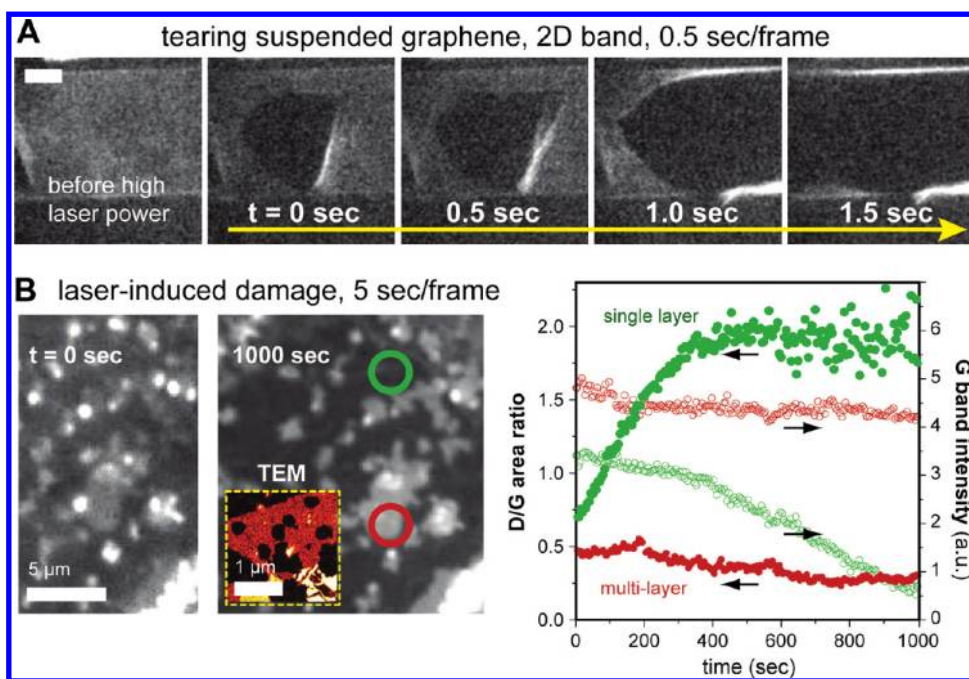 A
tearing suspended graphene, 2D band, 0.5 sec/frame
before high
laser power
t = 0 sec
0.5 sec
1.0 sec
1.5 sec
B laser-induced damage, 5 sec/frame
t = 0 sec
5 µm
1000 sec
TEM
1 µm
D/G area ratio
2.0
1.5
1.0
0.5
0.0
single layer
multi-layer
6
5
4
3
2
1
0
G band intensity
(a.u.)
0 200 400 600 800 1000
time (sec)